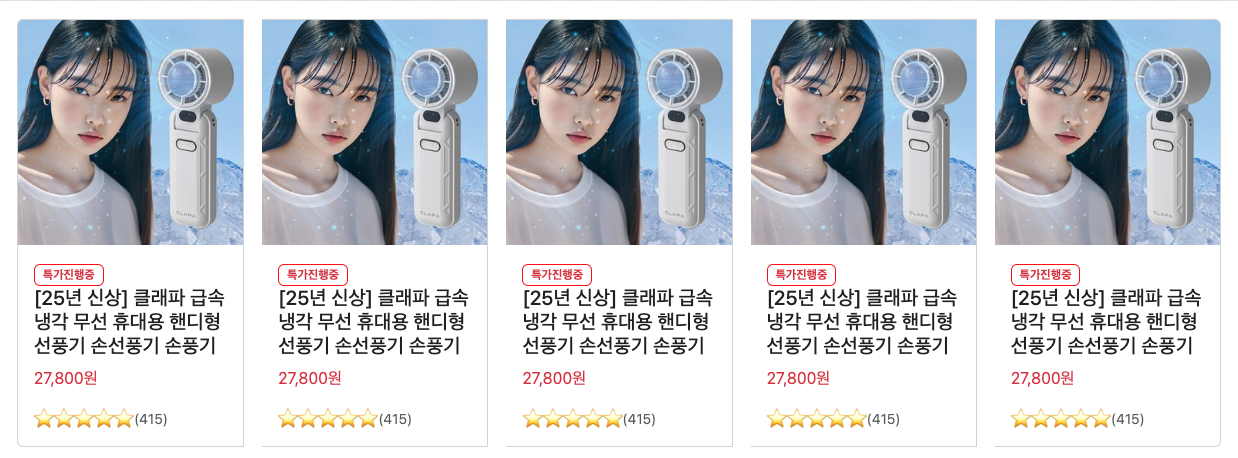 CLAPA
CLAPA
CLAPA
CLAPA
CLAPA
특가진행중
[25년 신상] 클래파 급속
냉각 무선 휴대용 핸디형
선풍기 손선풍기 손풍기
27,800원
(415)
특가진행중
[25년 신상] 클래파 급속
냉각 무선 휴대용 핸디형
선풍기 손선풍기 손풍기
27,800원
(415)
특가진행중
[25년 신상] 클래파 급속
냉각 무선 휴대용 핸디형
선풍기 손선풍기 손풍기
27,800원
(415)
특가진행중
[25년 신상] 클래파 급속
냉각 무선 휴대용 핸디형
선풍기 손선풍기 손풍기
27,800원
(415)
특가진행중
[25년 신상] 클래파 급속
냉각 무선 휴대용 핸디형
선풍기 손선풍기 손풍기
27,800원
(415)